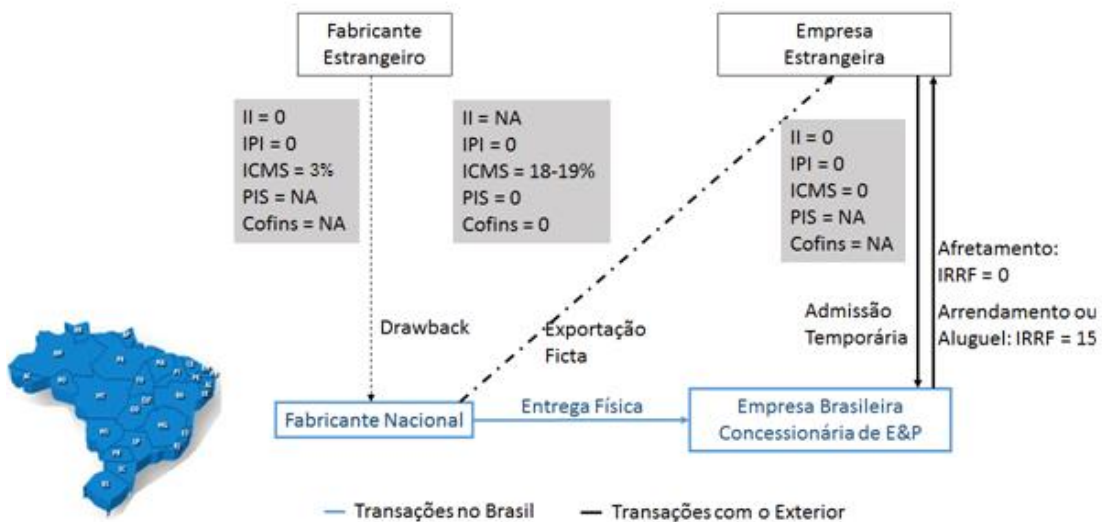 Fabricante
Estrangeiro
Empresa
Estrangeira
II = 0
IPI = 0
ICMS = 3%
PIS = NA
Cofins = NA
II = NA
IPI = 0
ICMS = 18-19%
PIS = 0
Cofins = 0
II = 0
IPI = 0
ICMS = 0
PIS = NA
Cofins = NA
Afretamento:
IRRF = 0
Drawback
Exportação
Ficta
Admissão
Temporária
Arrendamento ou
Aluguel: IRRF = 15
Fabricante Nacional
Entrega Física
Empresa Brasileira
Concessionária de E&P
Transações no Brasil
Transações com o Exterior